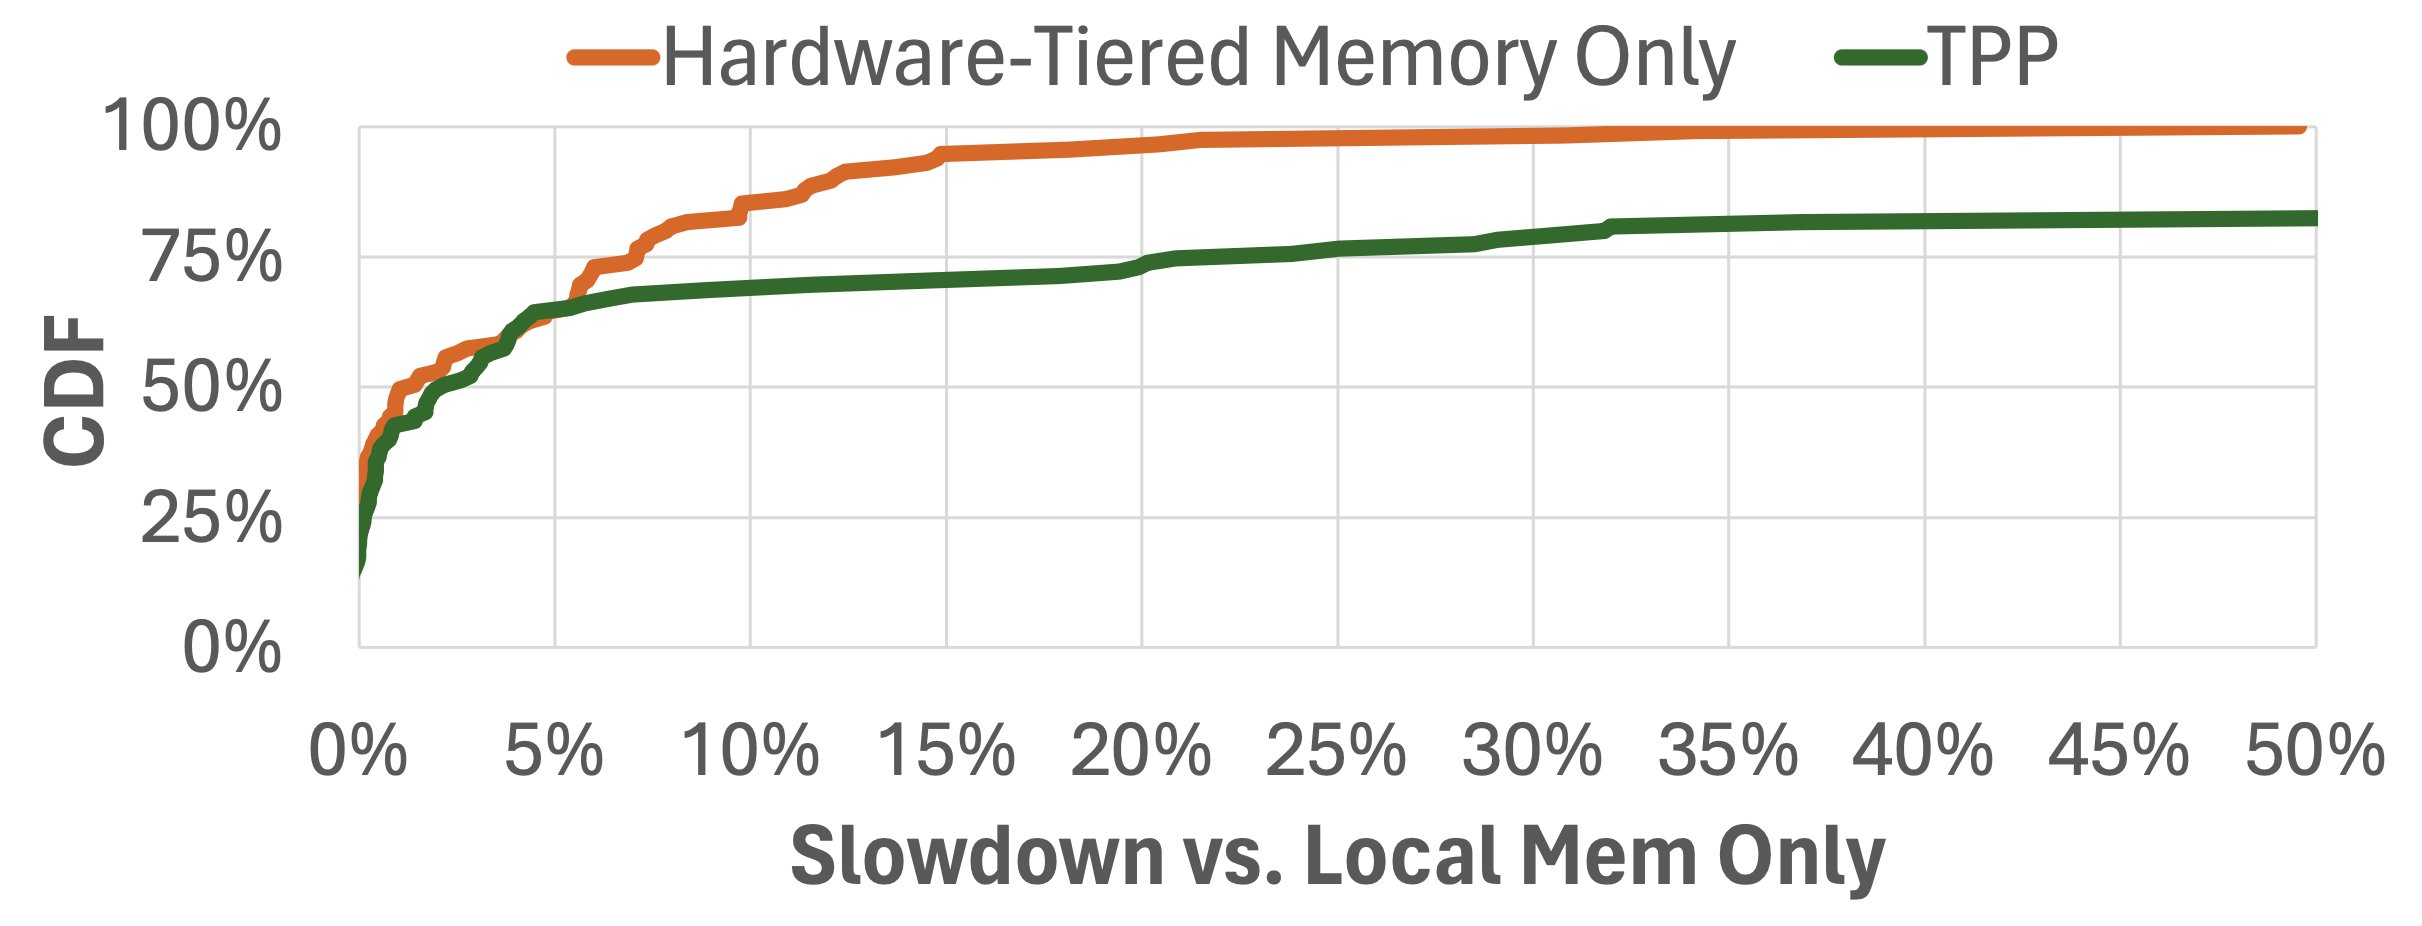 Hardware-Tiered Memory Only TPP
100%
75%
50%
25%
0%
CDF
0% 5% 10% 15% 20% 25% 30% 35% 40% 45% 50%
Slowdown vs. Local Mem Only